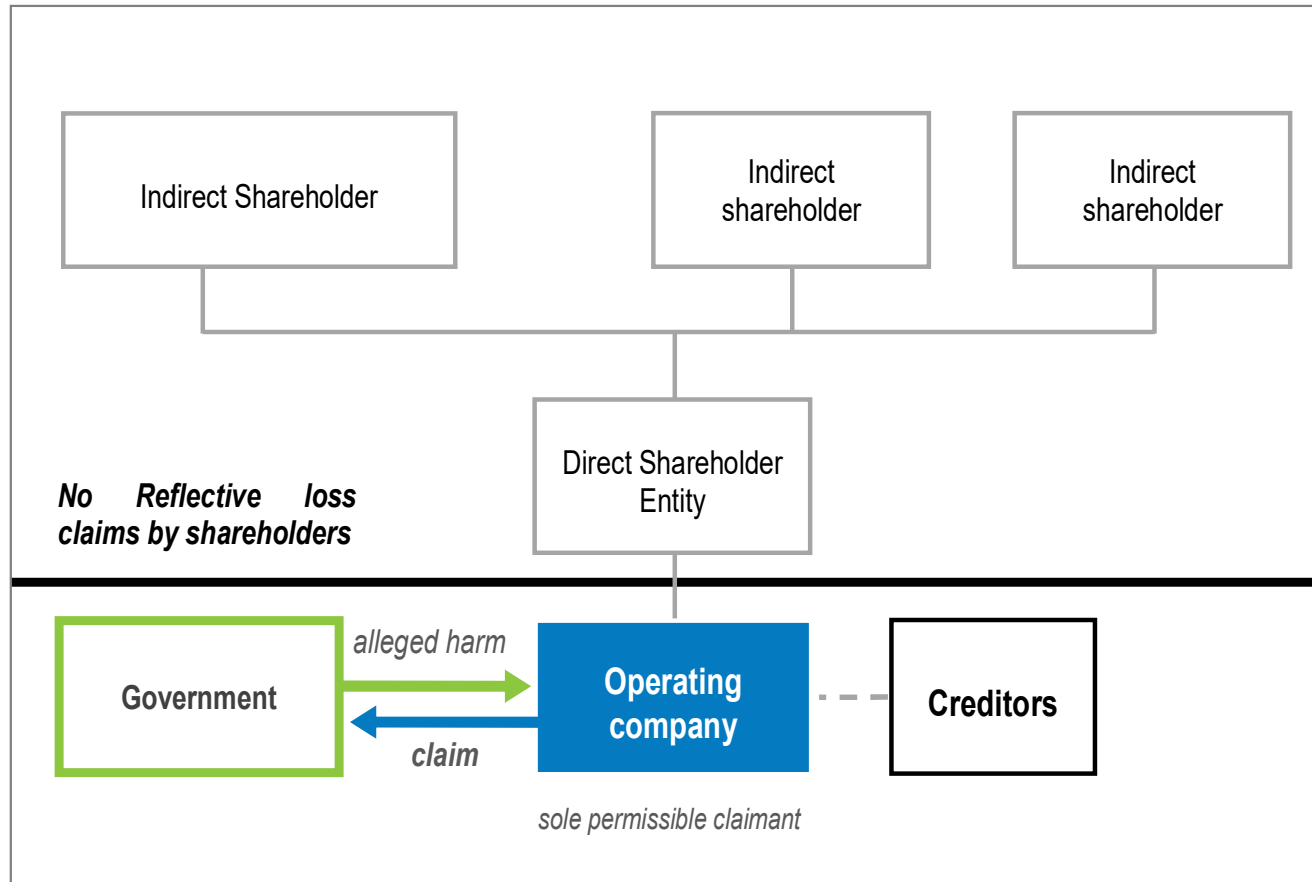 Indirect Shareholder
Indirect
shareholder
Indirect
shareholder
Direct Shareholder
Entity
No Reflective loss
claims by shareholders
Government
alleged harm
claim
Operating
company
Creditors
sole permissible claimant